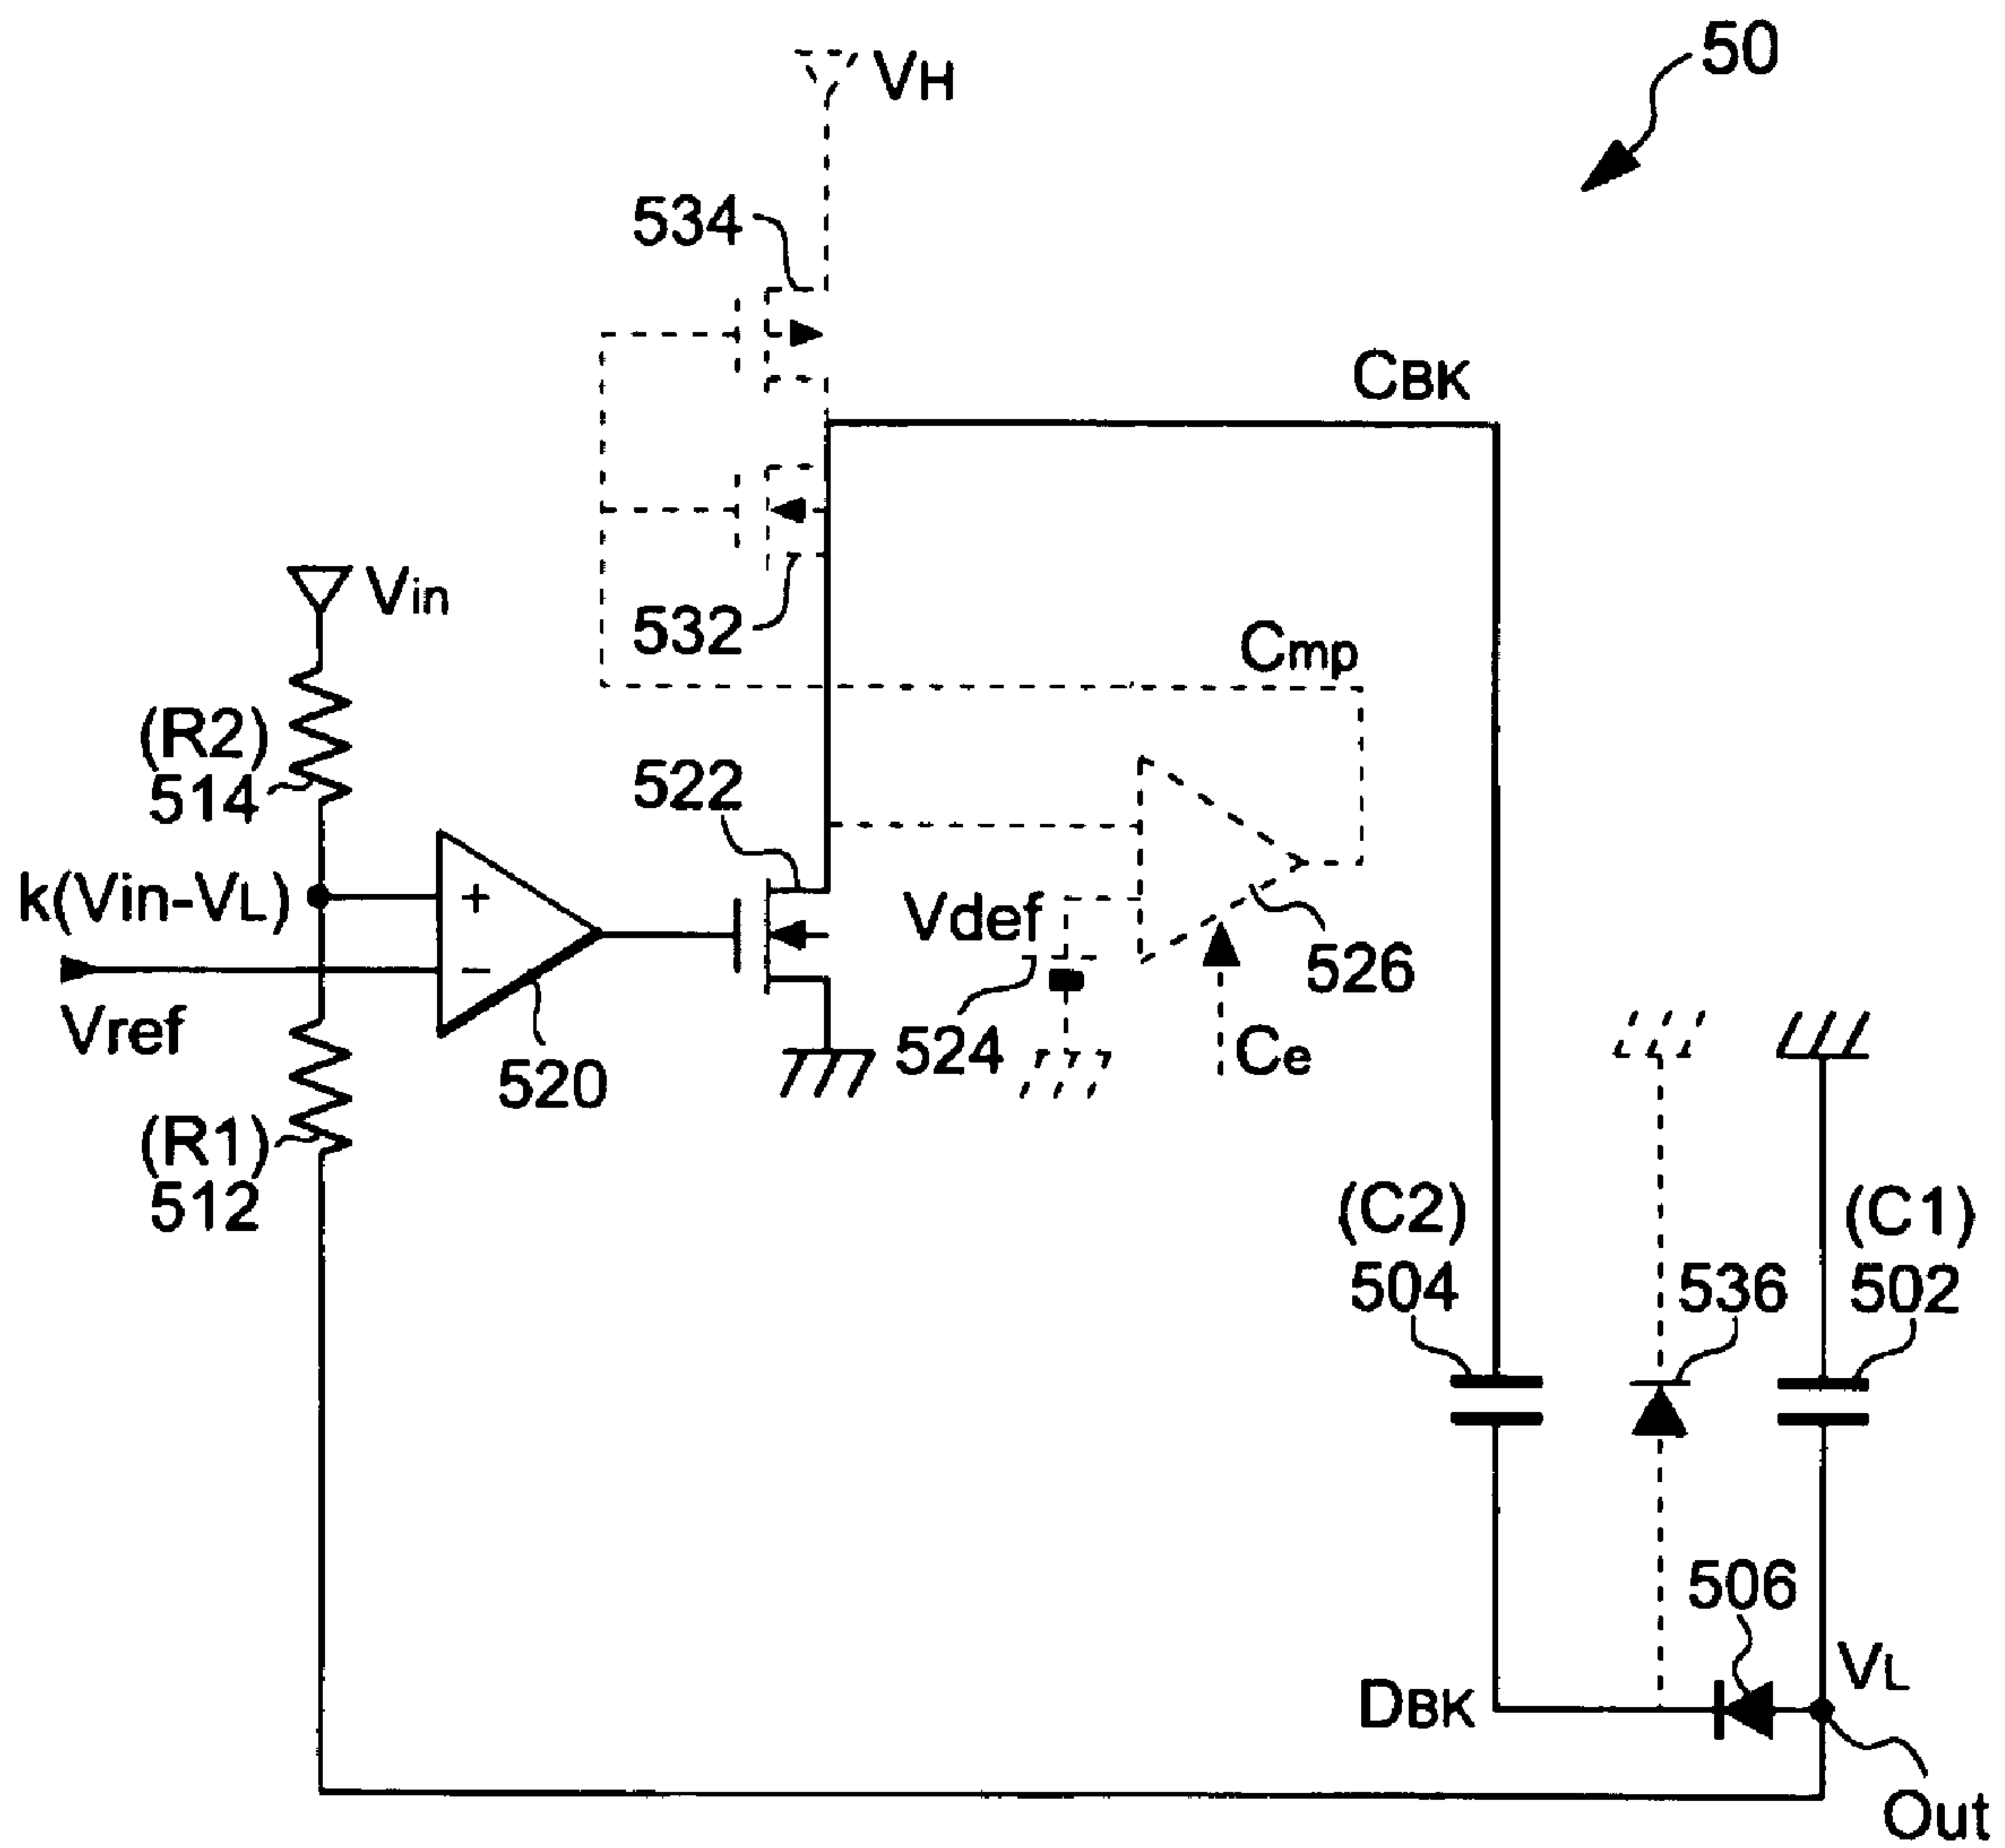 50
VH
534
CBK
532
Vin
Cmp
(R2)
514
522
k(Vin-VL)
+
Vdef
-
Vref
526
520
524
Ce
(R1)
512
(C2)
504
(C1)
502
536
506
VL
DBK
Out